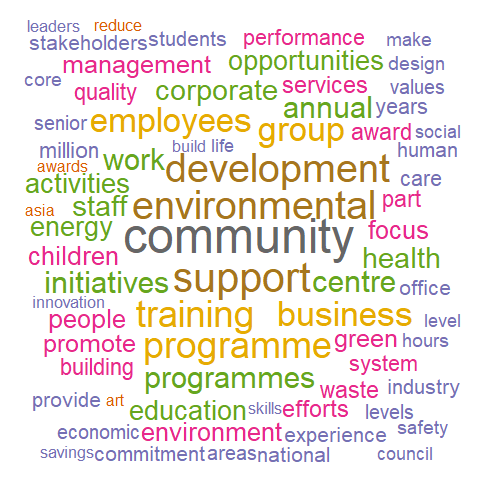 leaders reduce
stakeholders students performance make
management opportunities design
core quality corporate services values
annual years
senior employees group award social
million build life human
awards work development
activities care
asia staff environmental part
energy community focus
children health
initiatives support centre office
innovation
people training business level
promote programme green hours
building system
programmes waste industry
provide art education skills efforts levels
economic environment experience safety
savings commitment areas national council